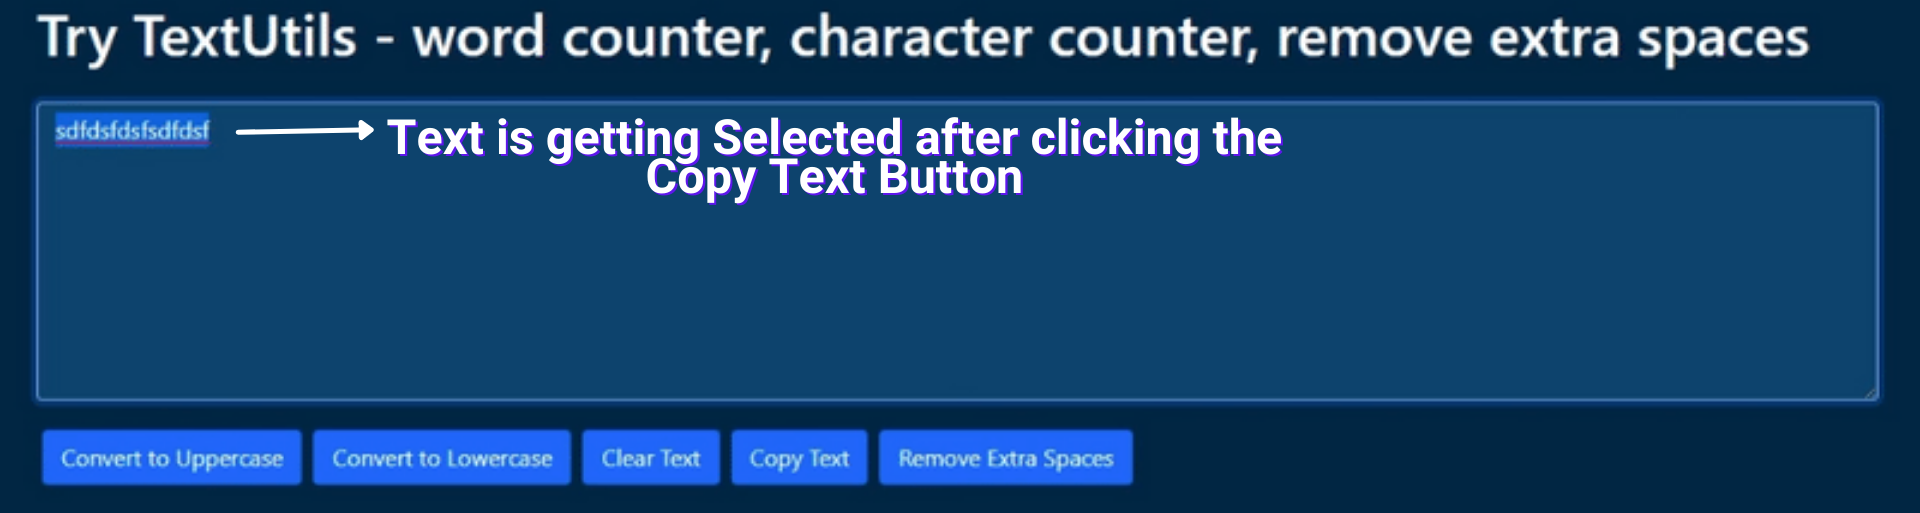 Try TextUtils - word counter, character counter, remove extra spaces
sdfdsfdsfsdfdsf
Text is getting Selected after clicking the
Copy Text Button
Convert to Uppercase
Convert to Lowercase
Clear Text
Copy Text
Remove Extra Spaces